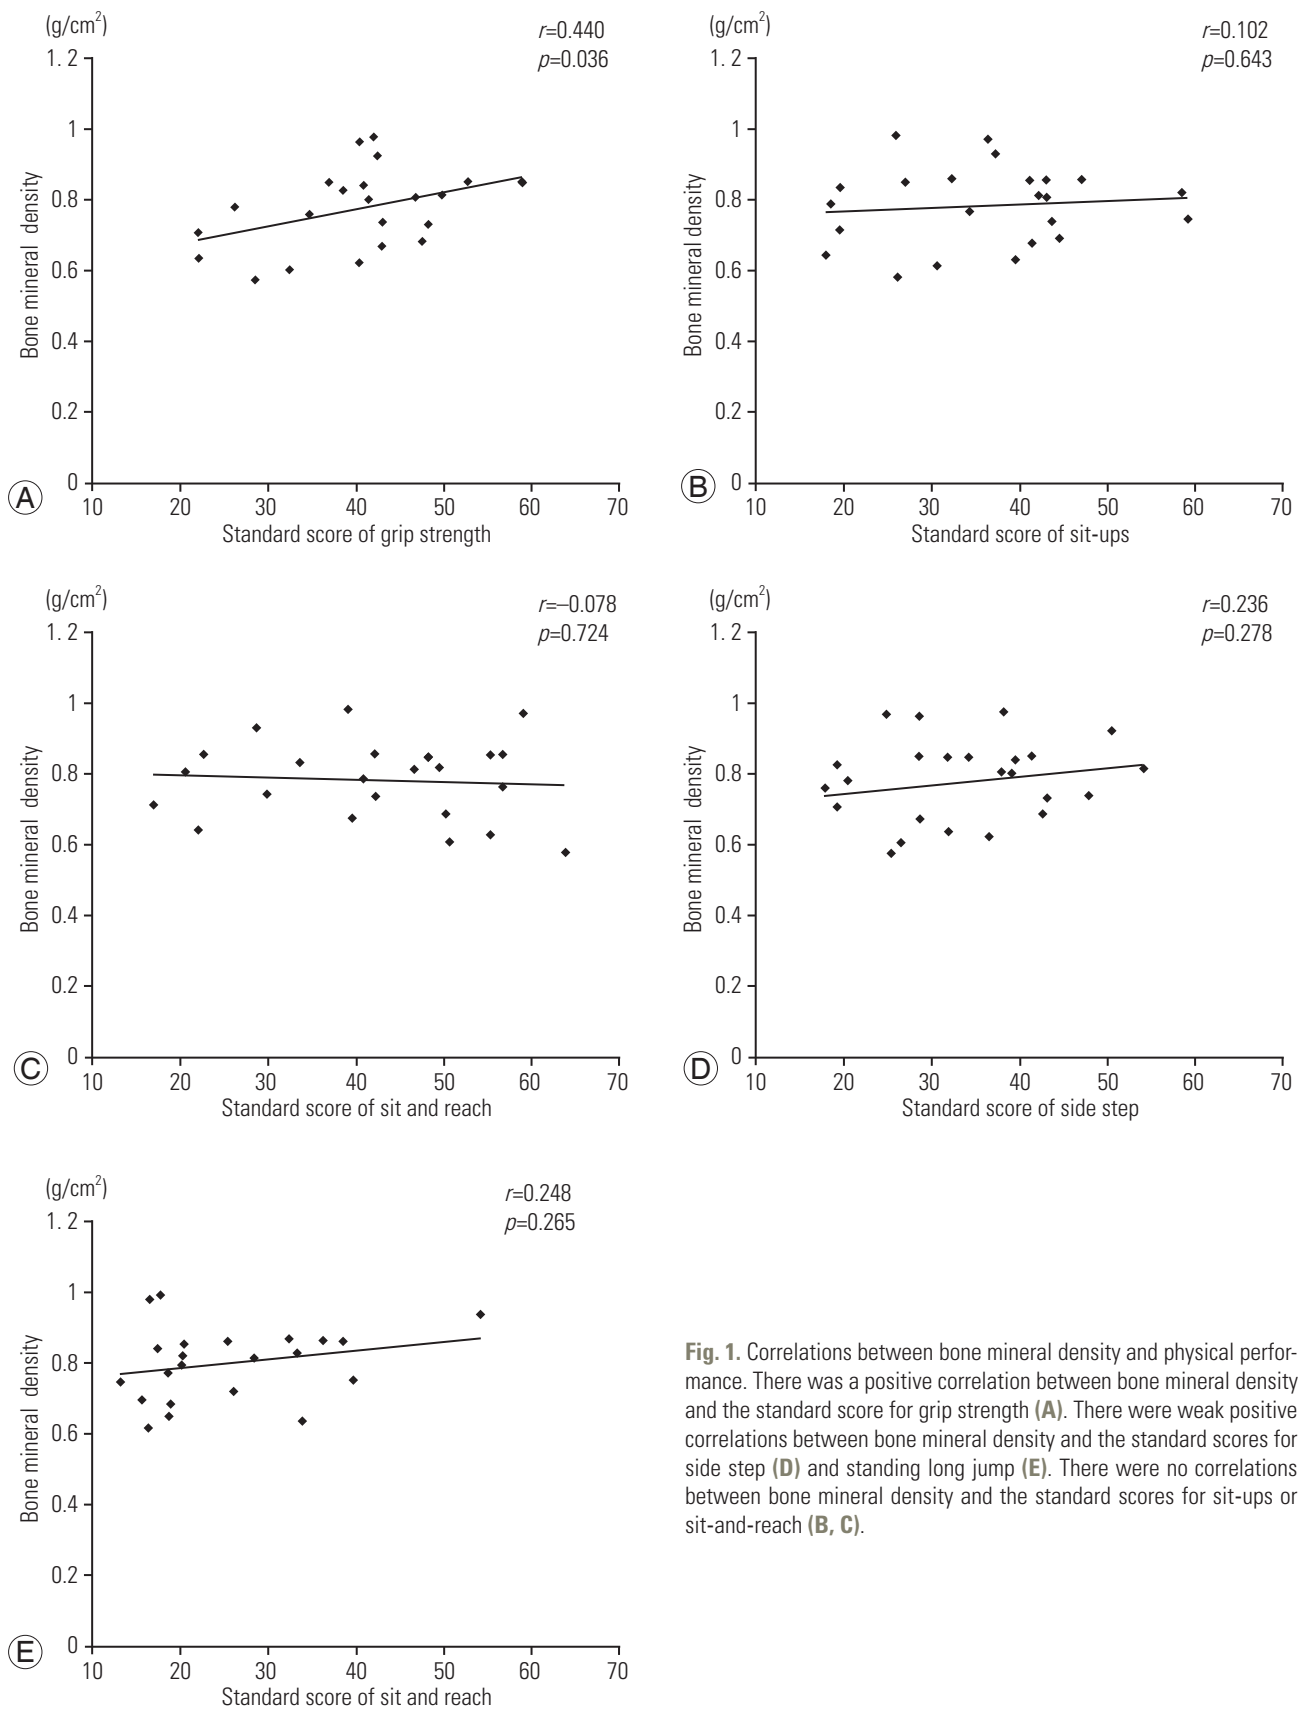 (g/cm²)
r=0.440
p=0.036
1. 2
1
0.8
0.6
0.4
0.2
0
Bone mineral density
10 20 30 40 50 60 70
Standard score of grip strength
A
(g/cm²)
r=0.102
p=0.643
1. 2
1
0.8
0.6
0.4
0.2
0
Bone mineral density
10 20 30 40 50 60 70
Standard score of sit-ups
B
(g/cm²)
r=–0.078
p=0.724
1. 2
1
0.8
0.6
0.4
0.2
0
Bone mineral density
10 20 30 40 50 60 70
Standard score of sit and reach
C
(g/cm²)
r=0.236
p=0.278
1. 2
1
0.8
0.6
0.4
0.2
0
Bone mineral density
10 20 30 40 50 60 70
Standard score of side step
D
(g/cm²)
r=0.248
p=0.265
1. 2
1
0.8
0.6
0.4
0.2
0
Bone mineral density
10 20 30 40 50 60 70
Standard score of sit and reach
E
Fig. 1. Correlations between bone mineral density and physical perfor-
mance. There was a positive correlation between bone mineral density
and the standard score for grip strength (A). There were weak positive
correlations between bone mineral density and the standard scores for
side step (D) and standing long jump (E). There were no correlations
between bone mineral density and the standard scores for sit-ups or
sit-and-reach (B, C).